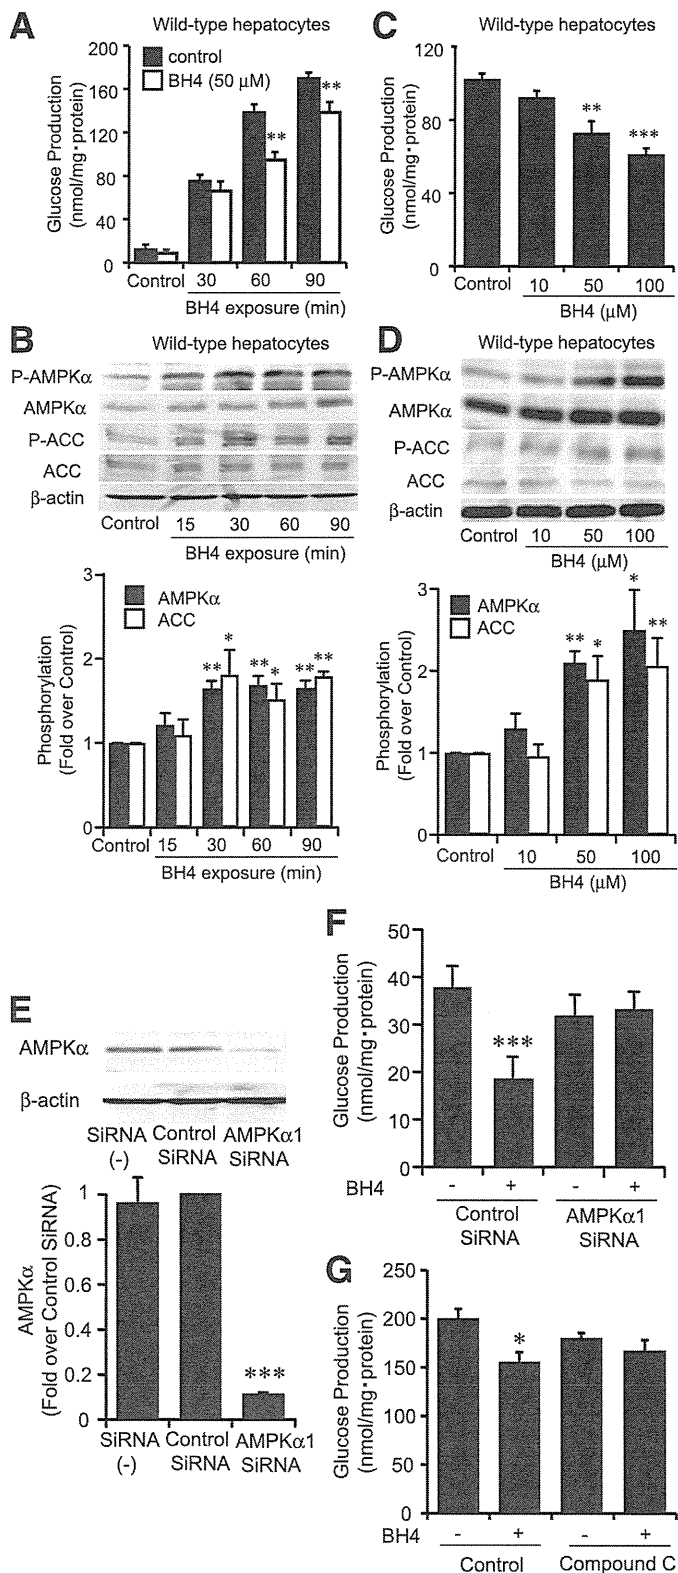 A
Wild-type hepatocytes
Glucose Production
(nmol/mg·protein)
200
160
120
80
40
0
control
BH4 (50 μM)
**
**
Control 30 60 90
BH4 exposure (min)
C
Wild-type hepatocytes
Glucose Production
(nmol/mg·protein)
120
80
40
0
**
***
Control 10 50 100
BH4 (μM)
B
Wild-type hepatocytes
P-AMPKα
AMPKα
P-ACC
ACC
β-actin
Control 15 30 60 90
BH4 exposure (min)
Phosphorylation
(Fold over Control)
3
2
1
0
AMPKα
ACC
** * ** * ** **
Control 15 30 60 90
BH4 exposure (min)
D
Wild-type hepatocytes
P-AMPKα
AMPKα
P-ACC
ACC
β-actin
Control 10 50 100
BH4 (μM)
Phosphorylation
(Fold over Control)
3
2
1
0
AMPKα
ACC
** * * **
Control 10 50 100
BH4 (μM)
E
AMPKα
β-actin
SiRNA Control AMPKα1
(-) SiRNA SiRNA
AMPKα
(Fold over Control SiRNA)
1
0.8
0.6
0.4
0.2
0
***
SiRNA Control AMPKα1
(-) SiRNA SiRNA
F
Glucose Production
(nmol/mg·protein)
50
40
30
20
10
0
***
BH4 - + - +
Control AMPKα1
SiRNA SiRNA
G
Glucose Production
(nmol/mg·protein)
250
200
150
100
50
0
*
BH4 - + - +
Control Compound C